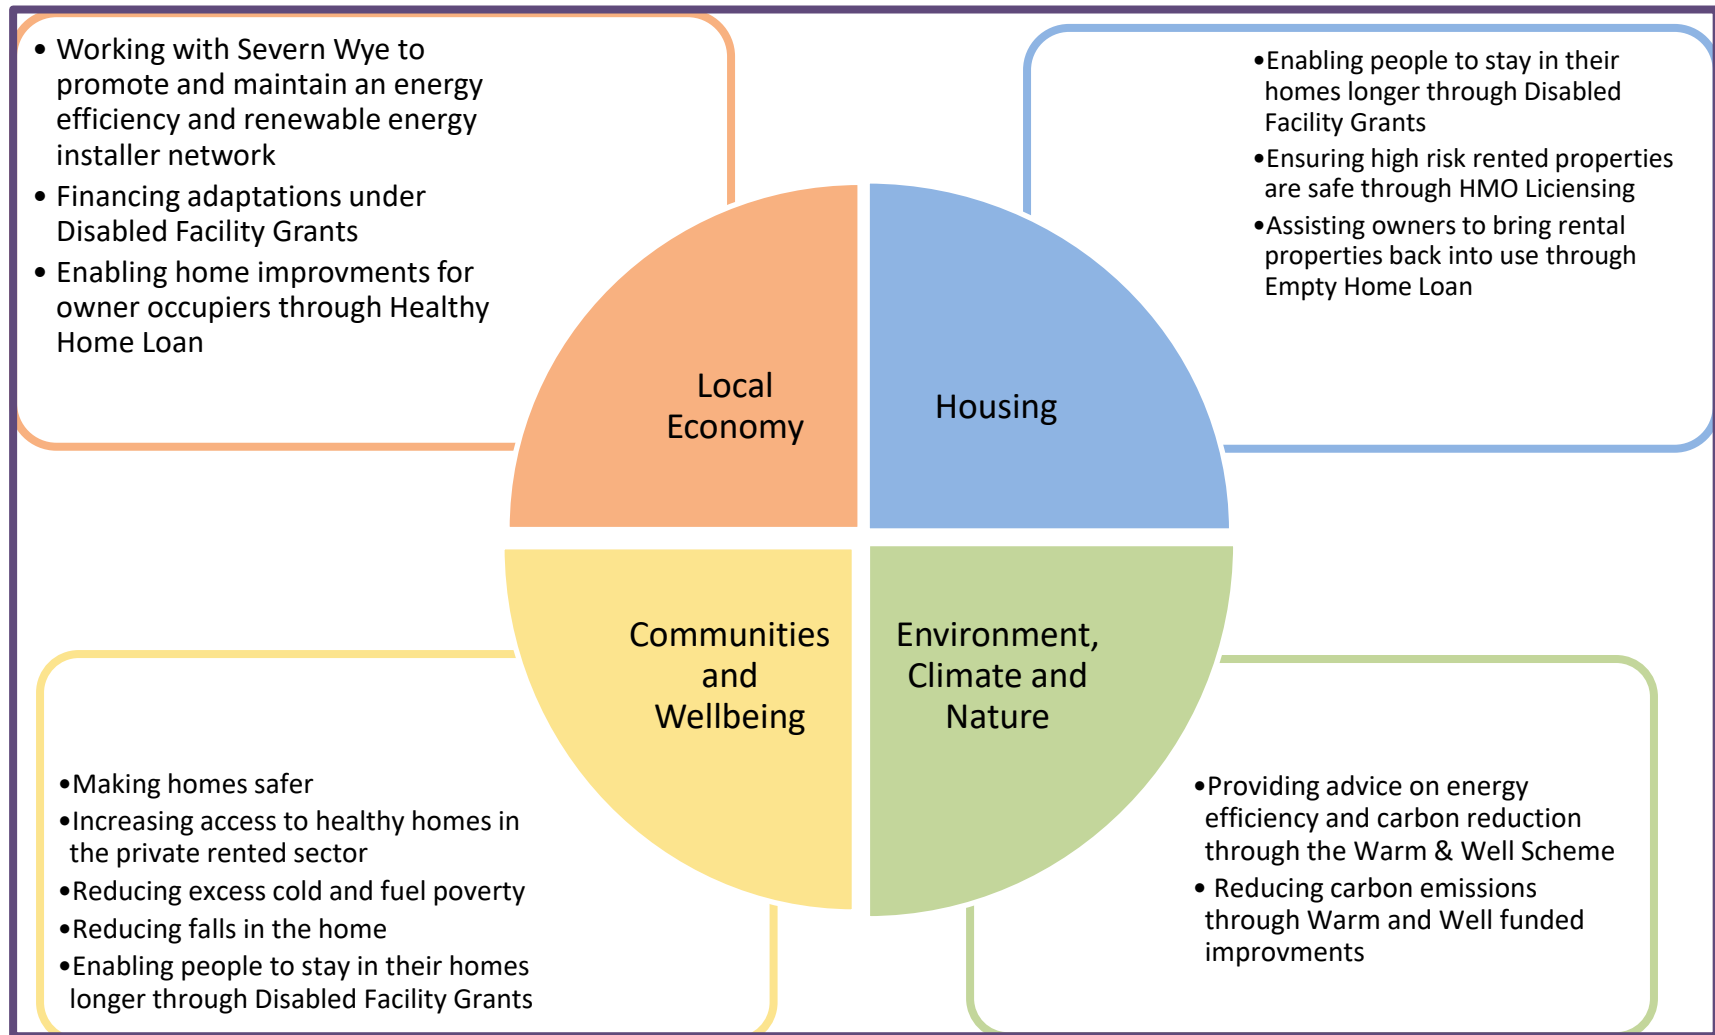 • Working with Severn Wye to
promote and maintain an energy
efficiency and renewable energy
installer network
• Financing adaptations under
Disabled Facility Grants
• Enabling home improvments for
owner occupiers through Healthy
Home Loan
•Enabling people to stay in their
homes longer through Disabled
Facility Grants
•Ensuring high risk rented properties
are safe through HMO Liciensing
•Assisting owners to bring rental
properties back into use through
Empty Home Loan
Local
Economy
Housing
Communities
and
Wellbeing
Environment,
Climate and
Nature
•Making homes safer
•Increasing access to healthy homes in
the private rented sector
•Reducing excess cold and fuel poverty
•Reducing falls in the home
•Enabling people to stay in their homes
longer through Disabled Facility Grants
•Providing advice on energy
efficiency and carbon reduction
through the Warm & Well Scheme
• Reducing carbon emissions
through Warm and Well funded
improvments